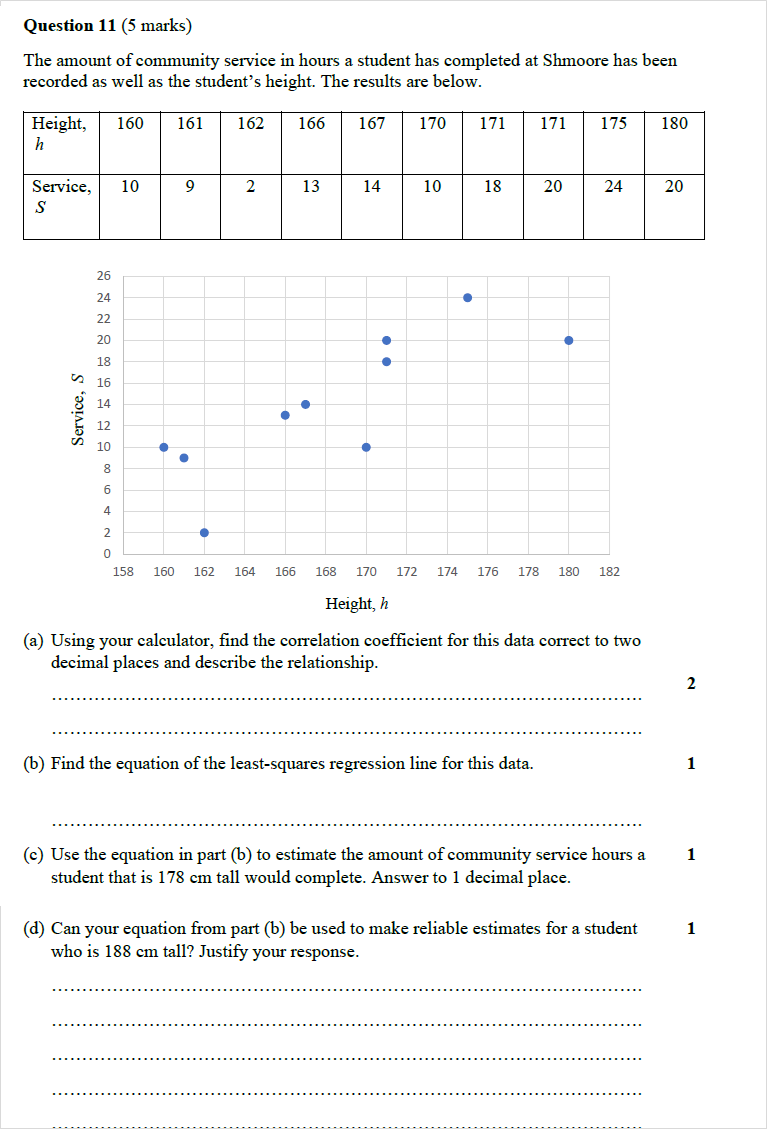 Question 11 (5 marks)
The amount of community service in hours a student has completed at Shmoore has been
recorded as well as the student's height. The results are below.
Height, h 160 161 162 166 167 170 171 171 175 180
Service, S 10 9 2 13 14 10 18 20 24 20
26
24
22
20
18
16
14
12
10
8
6
4
2
0
Service, S
158 160 162 164 166 168 170 172 174 176 178 180 182
Height, h
(a) Using your calculator, find the correlation coefficient for this data correct to two
decimal places and describe the relationship.
2
(b) Find the equation of the least-squares regression line for this data. 1
(c) Use the equation in part (b) to estimate the amount of community service hours a 1
student that is 178 cm tall would complete. Answer to 1 decimal place.
(d) Can your equation from part (b) be used to make reliable estimates for a student 1
who is 188 cm tall? Justify your response.